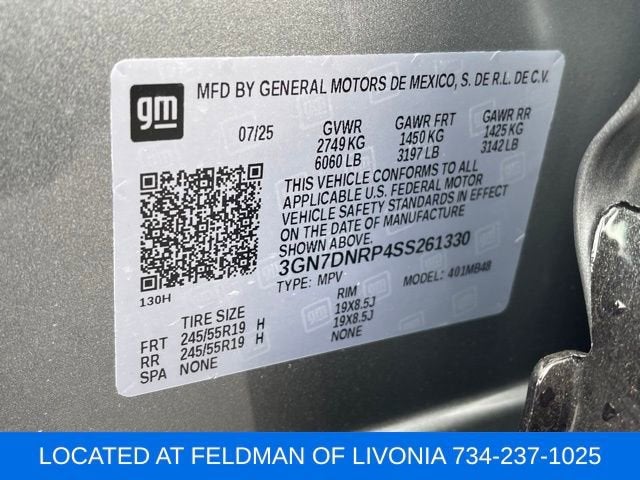 gm
MFD BY GENERAL MOTORS DE MEXICO, S. DE R.L. DE C.V.
07/25 GVWR GAWR FRT GAWR RR
2749 KG 1450 KG 1425 KG
6060 LB 3197 LB 3142 LB
THIS VEHICLE CONFORMS TO ALL
APPLICABLE U.S. FEDERAL MOTOR
VEHICLE SAFETY STANDARDS IN EFFECT
ON THE DATE OF MANUFACTURE
SHOWN ABOVE.
3GN7DNRP4SS261330
TYPE: MPV MODEL: 401MB48
130H
TIRE SIZE RIM
FRT 245/55R19 H 19X8.5J
RR 245/55R19 H 19X8.5J
SPA NONE NONE
LOCATED AT FELDMAN OF LIVONIA 734-237-1025